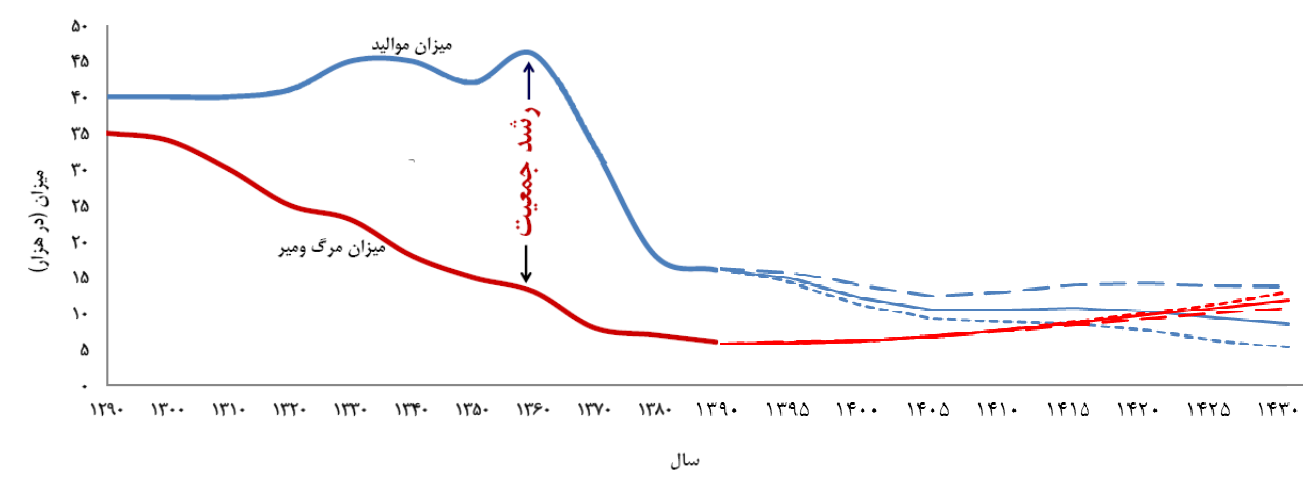 ۵۰
۴۵
۴۰
۳۵
۳۰
۲۵
۲۰
۱۵
۱۰
۵
۰
میزان (در هزار)
میزان موالید
رشد جمعیت
میزان مرگ ومیر
۱۲۹۰ ۱۳۰۰ ۱۳۱۰ ۱۳۲۰ ۱۳۳۰ ۱۳۴۰ ۱۳۵۰ ۱۳۶۰ ۱۳۷۰ ۱۳۸۰ ۱۳۹۰ ۱۳۹۵ ۱۴۰۰ ۱۴۰۵ ۱۴۱۰ ۱۴۱۵ ۱۴۲۰ ۱۴۲۵ ۱۴۳۰
سال